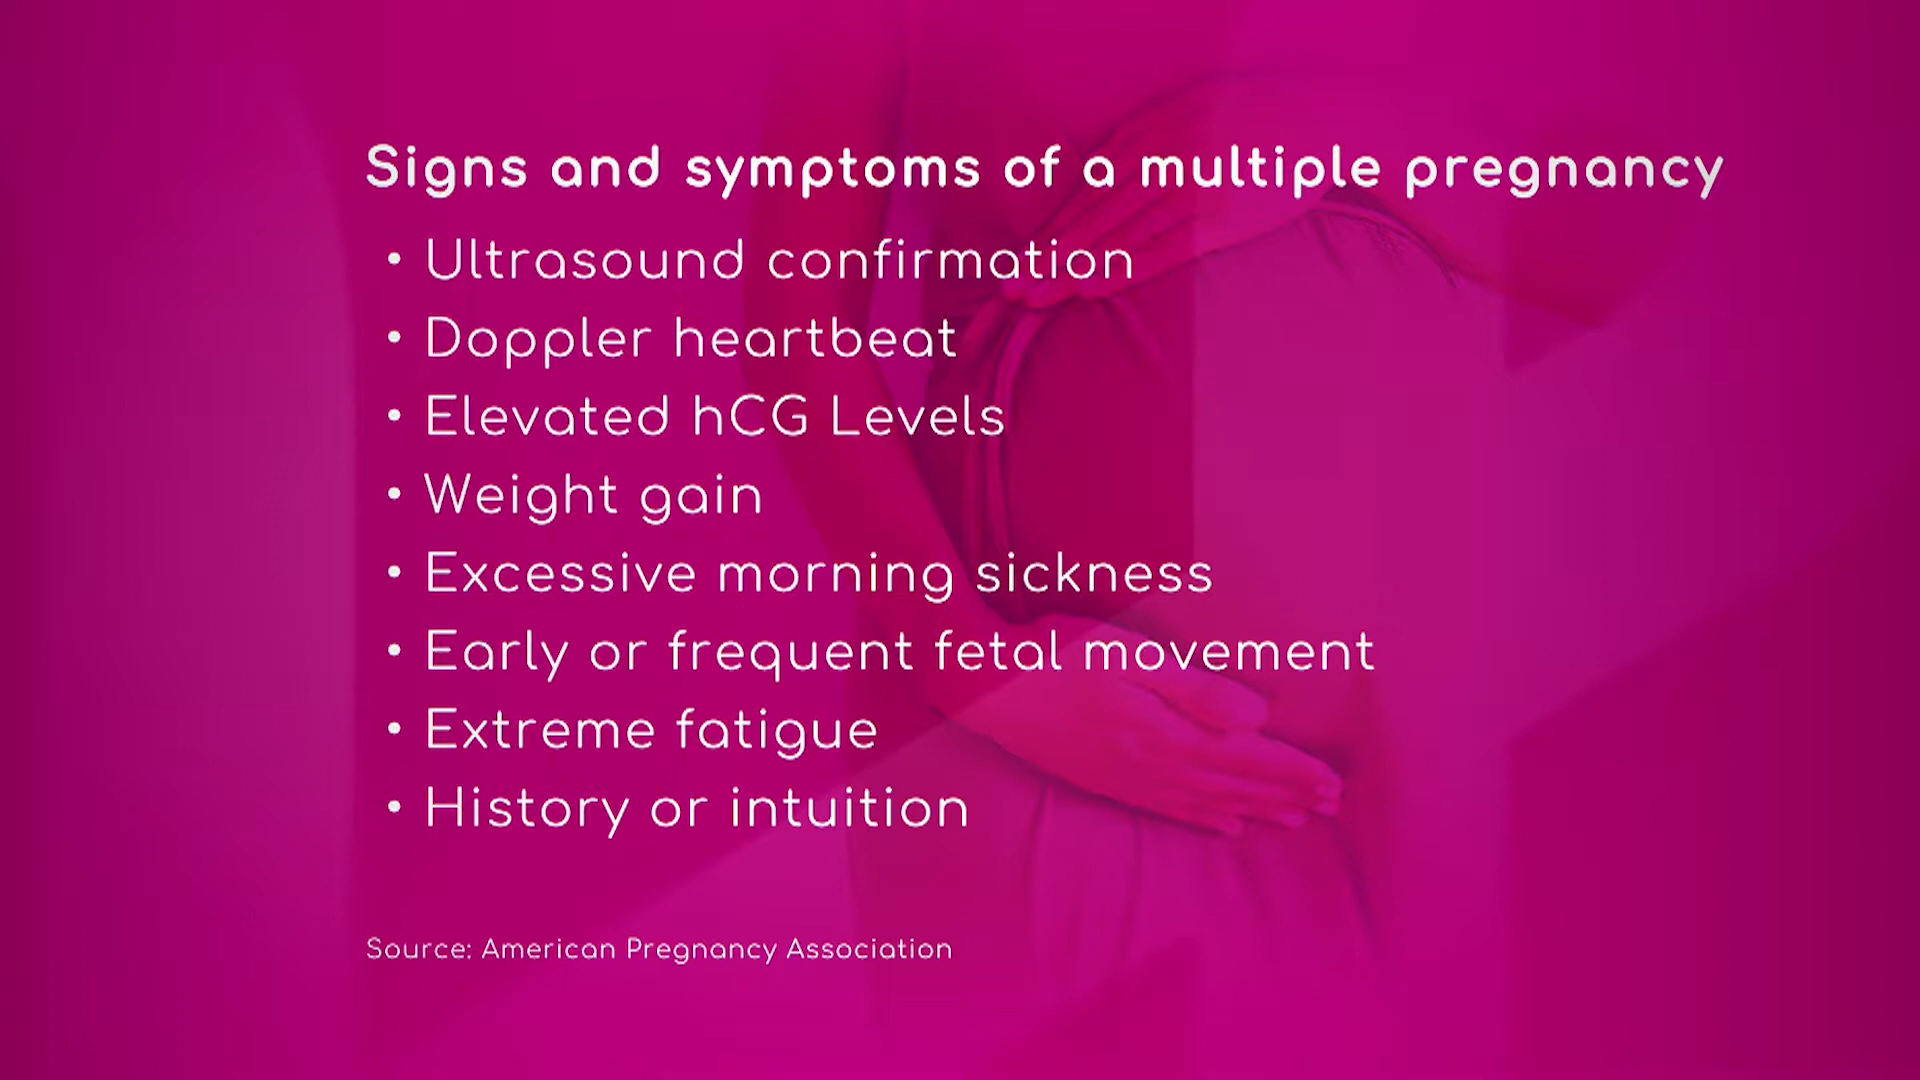 Signs and symptoms of a multiple pregnancy
• Ultrasound confirmation
• Doppler heartbeat
• Elevated hCG Levels
• Weight gain
• Excessive morning sickness
• Early or frequent fetal movement
• Extreme fatigue
• History or intuition
Source: American Pregnancy Association